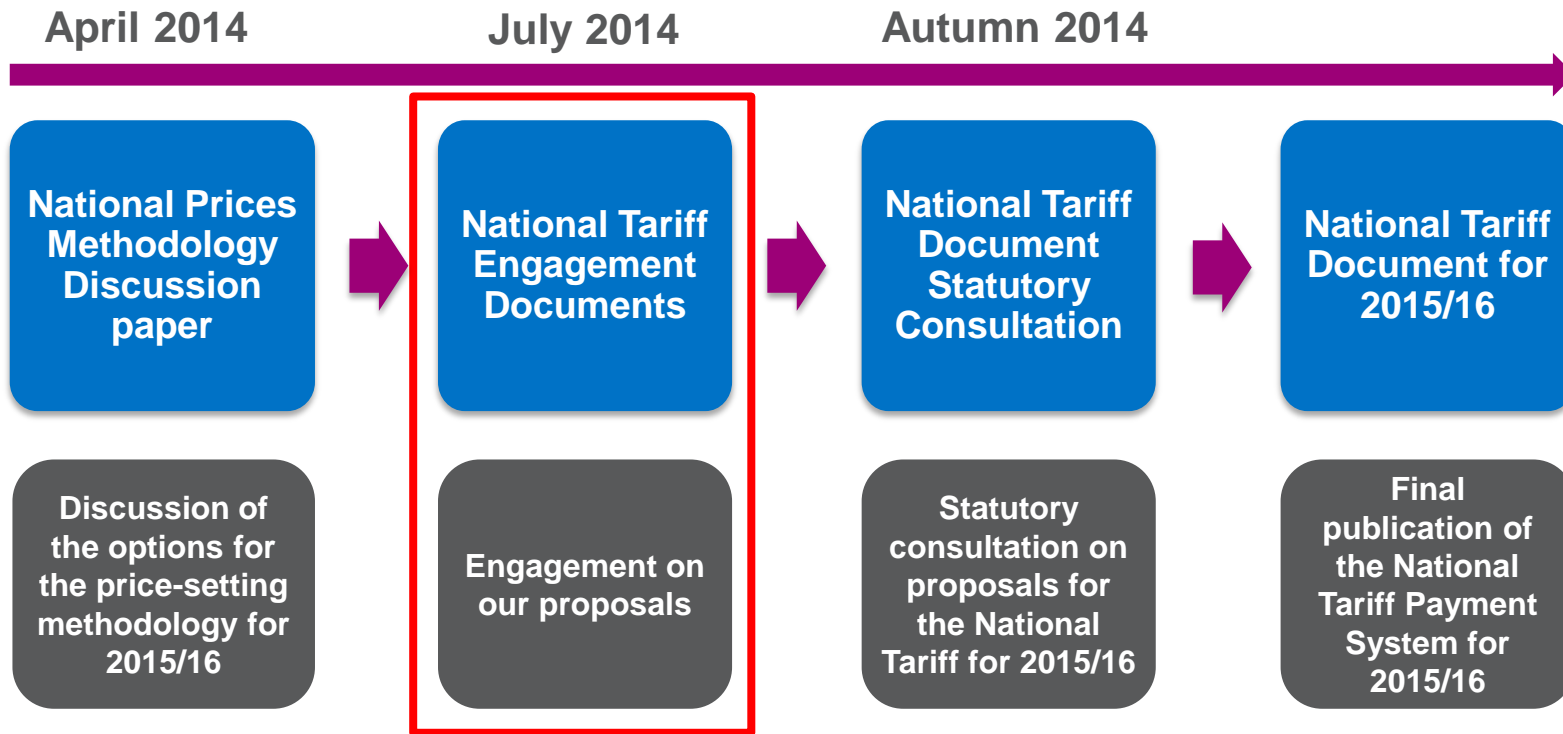 April 2014
July 2014
Autumn 2014
National Prices
Methodology
Discussion
paper
National Tariff
Engagement
Documents
National Tariff
Document
Statutory
Consultation
National Tariff
Document for
2015/16
Discussion of
the options for
the price-setting
methodology for
2015/16
Engagement on
our proposals
Statutory
consultation on
proposals for
the National
Tariff for 2015/16
Final
publication of
the National
Tariff Payment
System for
2015/16